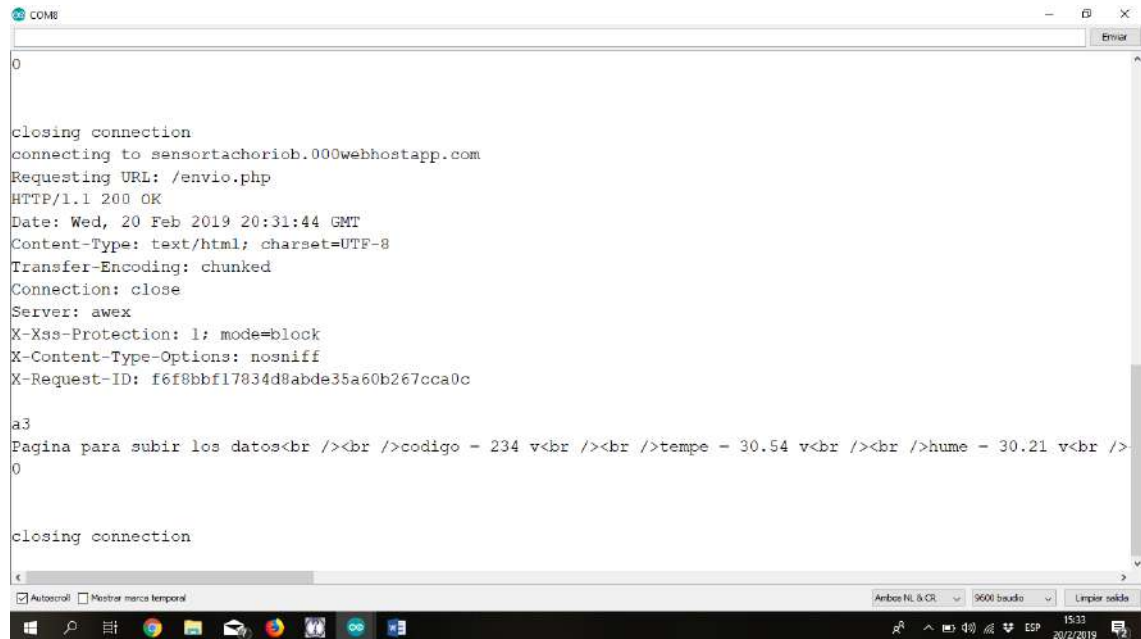 COM8
Enviar
0
closing connection
connecting to sensortachoriob.000webhostapp.com
Requesting URL: /envio.php
HTTP/1.1 200 OK
Date: Wed, 20 Feb 2019 20:31:44 GMT
Content-Type: text/html; charset=UTF-8
Transfer-Encoding: chunked
Connection: close
Server: awex
X-Xss-Protection: 1; mode=block
X-Content-Type-Options: nosniff
X-Request-ID: f6f8bbf17834d8abde35a60b267cca0c
a3
Pagina para subir los datos<br /><br />codigo - 234 v<br /><br />tempe - 30.54 v<br /><br />hume - 30.21 v<br />
0
closing connection
Autoscroll Mostrar marca temporal Ambos NL & CR 9600 baudio Limpiar salida
ESP 15:33
20/2/2019